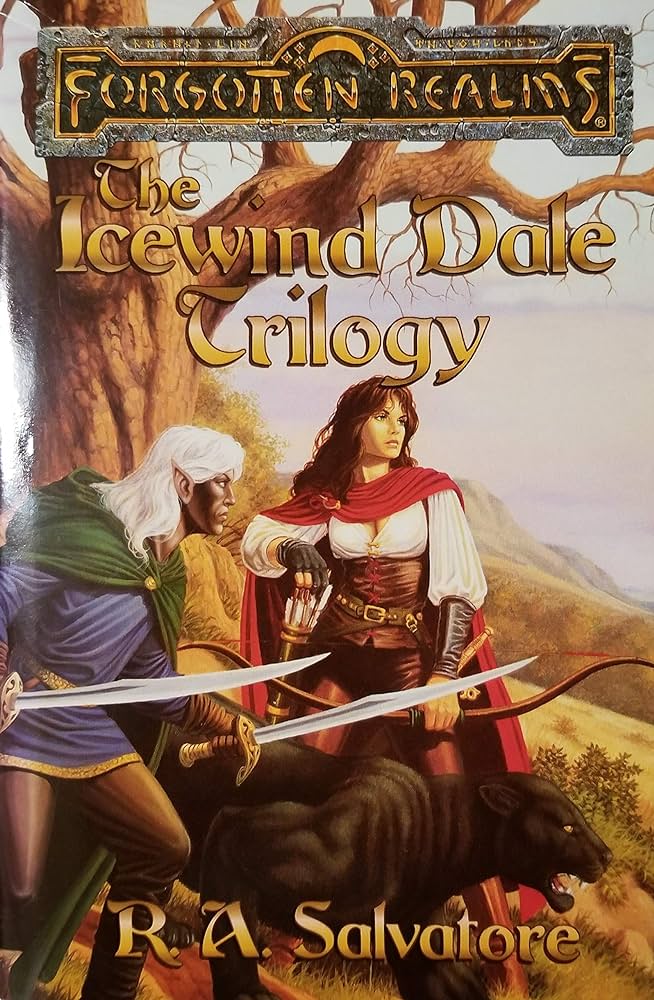 FORGOTTEN REALMS®
The
Icewind Dale
Trilogy
R. A. Salvatore